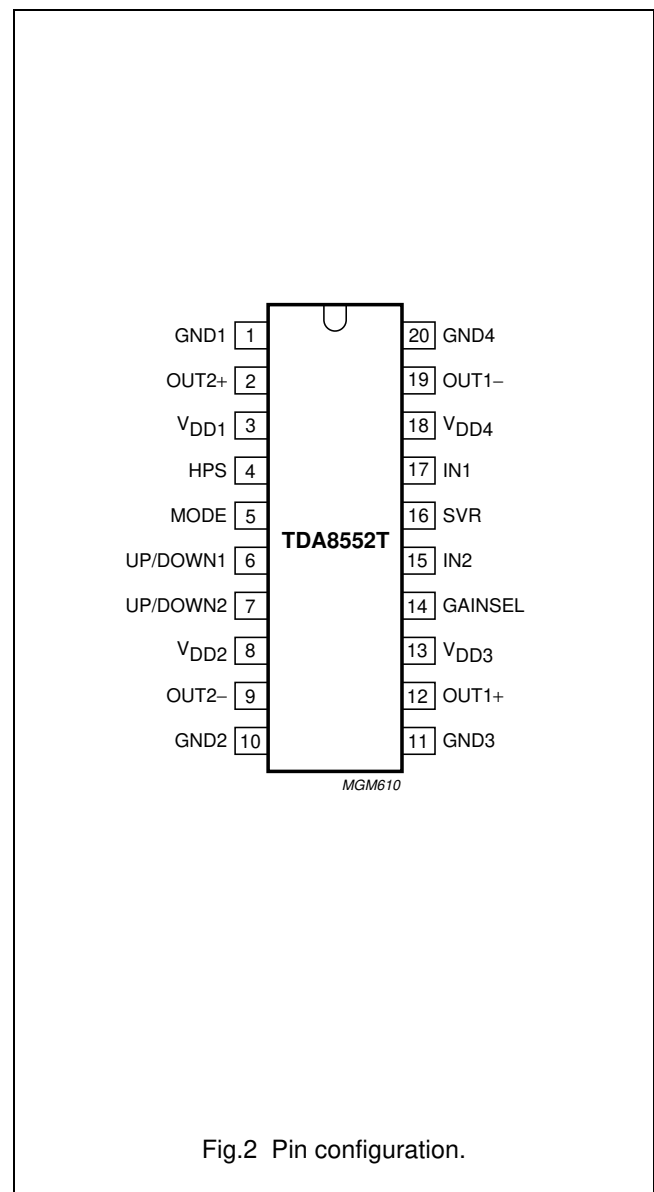 GND1 1 20 GND4
OUT2+ 2 19 OUT1−
VDD1 3 18 VDD4
HPS 4 17 IN1
MODE 5 16 SVR
TDA8552T
UP/DOWN1 6 15 IN2
UP/DOWN2 7 14 GAINSEL
VDD2 8 13 VDD3
OUT2− 9 12 OUT1+
GND2 10 11 GND3
MGM610
Fig.2 Pin configuration.